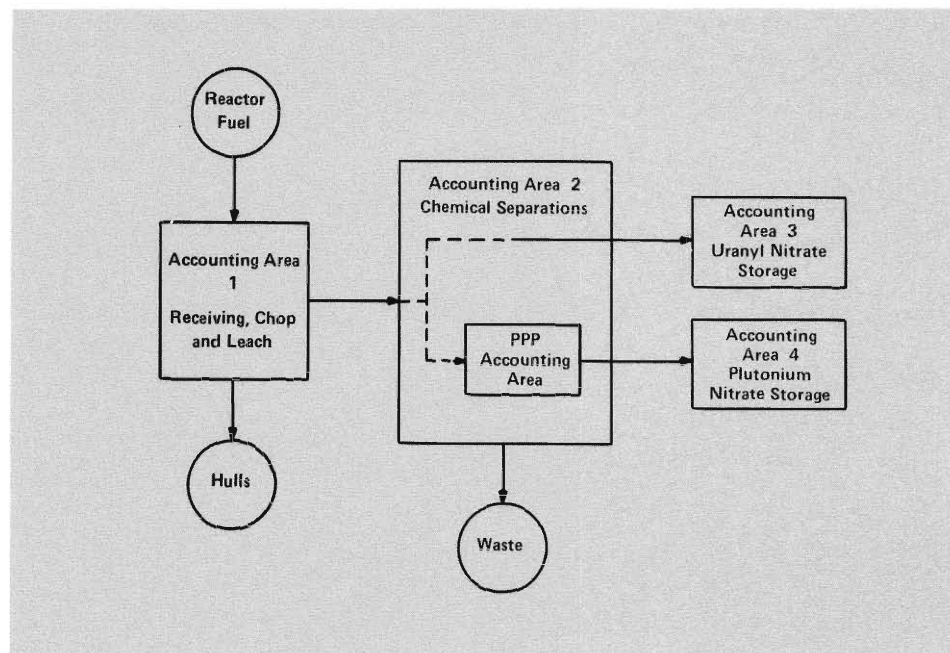 Reactor
Fuel
Accounting Area
1
Receiving, Chop
and Leach
Hulls
Accounting Area 2
Chemical Separations
PPP
Accounting
Area
Waste
Accounting
Area 3
Uranyl Nitrate
Storage
Accounting
Area 4
Plutonium
Nitrate Storage